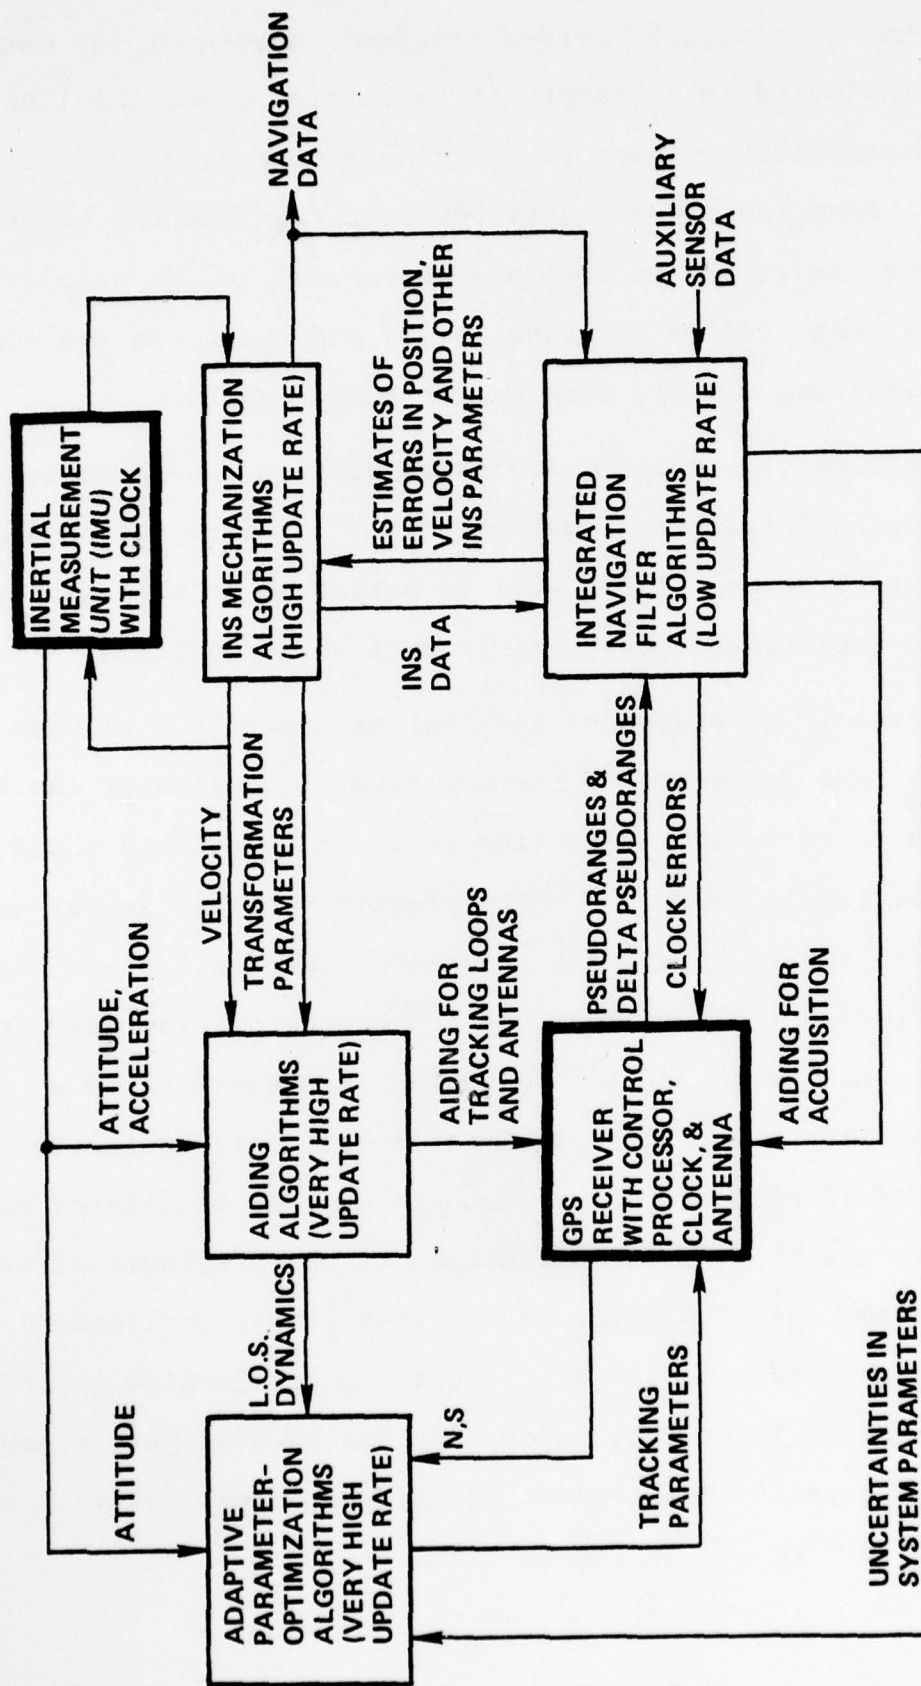 INERTIAL
MEASUREMENT
UNIT (IMU)
WITH CLOCK
ATTITUDE
ATTITUDE,
ACCELERATION
ADAPTIVE
PARAMETER-
OPTIMIZATION
ALGORITHMS
(VERY HIGH
UPDATE RATE)
L.O.S.
DYNAMICS
AIDING
ALGORITHMS
(VERY HIGH
UPDATE RATE)
VELOCITY
TRANSFORMATION
PARAMETERS
INS MECHANIZATION
ALGORITHMS
(HIGH UPDATE RATE)
NAVIGATION
DATA
N,S
AIDING FOR
TRACKING LOOPS
AND ANTENNAS
INS
DATA
ESTIMATES OF
ERRORS IN POSITION,
VELOCITY AND OTHER
INS PARAMETERS
TRACKING
PARAMETERS
GPS
RECEIVER
WITH CONTROL
PROCESSOR,
CLOCK, &
ANTENNA
PSEUDORANGES &
DELTA PSEUDORANGES
CLOCK ERRORS
INTEGRATED
NAVIGATION
FILTER
ALGORITHMS
(LOW UPDATE RATE)
AUXILIARY
SENSOR
DATA
AIDING FOR
ACQUISITION
UNCERTAINTIES IN
SYSTEM PARAMETERS